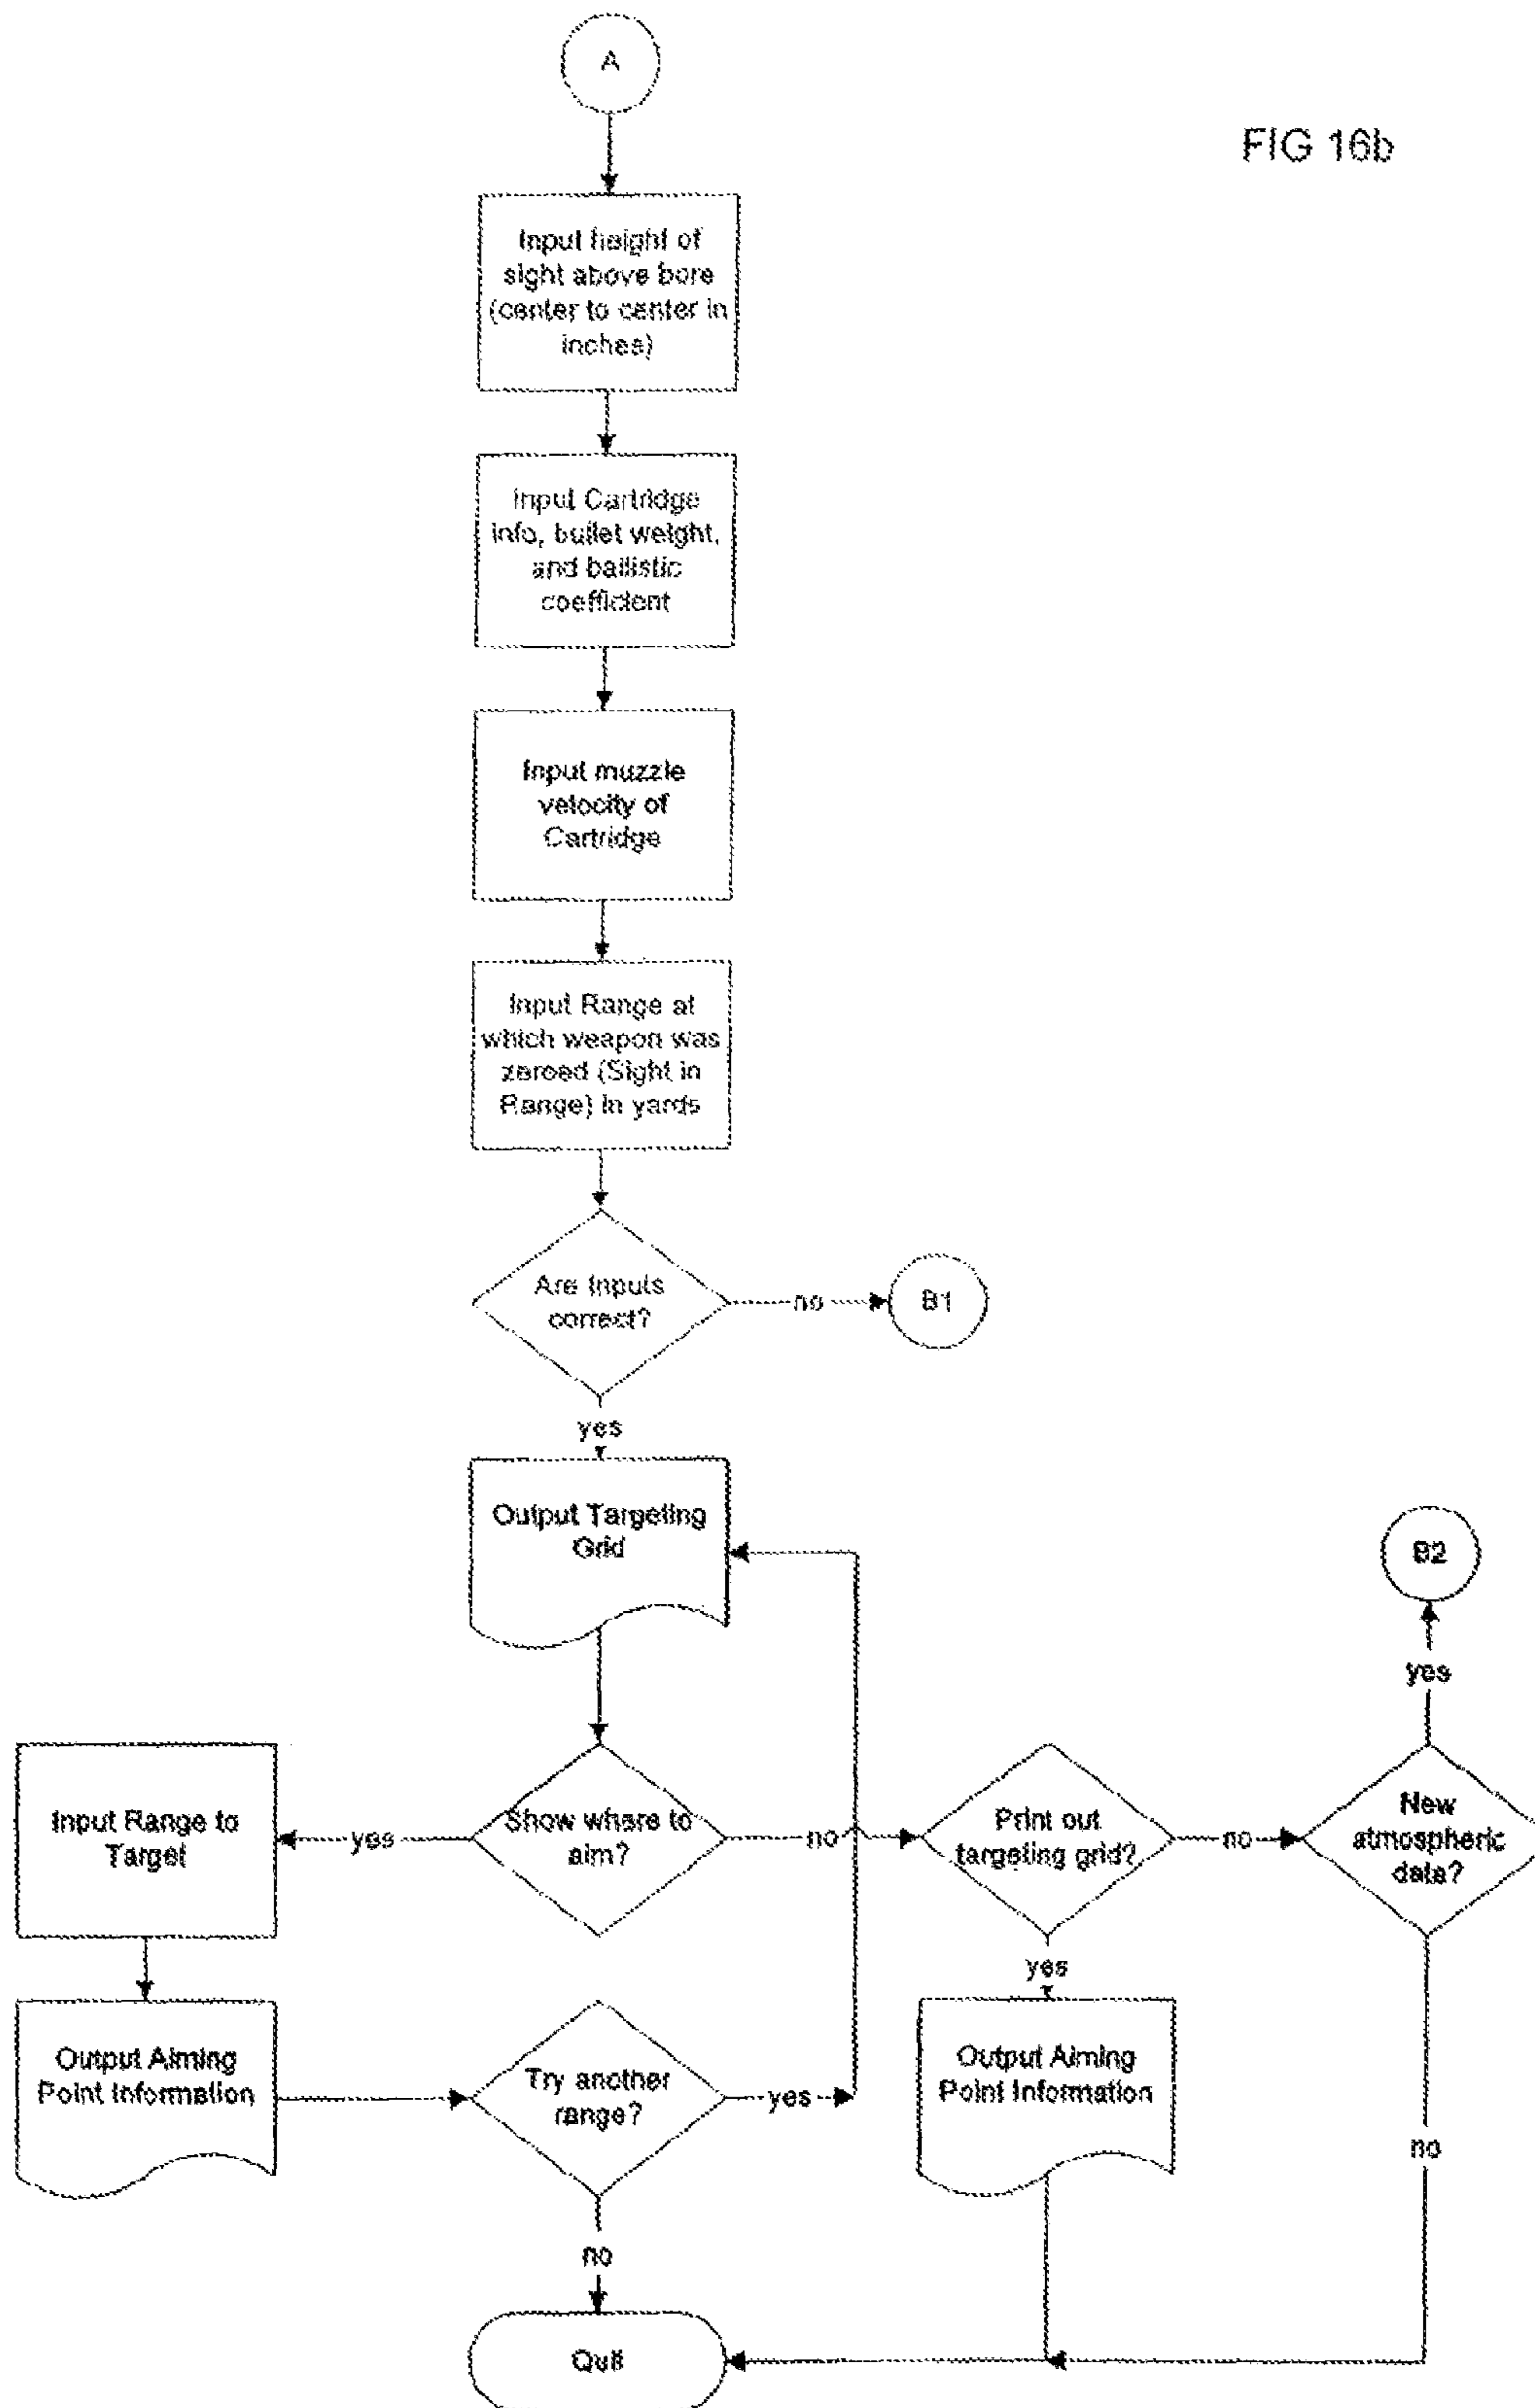 A
FIG 16b
Input height of
sight above bore
(center to center in
inches)
Input Cartridge
info, bullet weight,
and ballistic
coefficient
Input muzzle
velocity of
Cartridge
Input Range at
which weapon was
zeroed (Sight in
Range) in yards
Are Inputs
correct?
no
B1
yes
Output Targeting
Grid
B2
yes
Input Range to
Target
yes
Show where to
aim?
no
Print out
targeting grid?
no
New
atmospheric
data?
yes
Output Aiming
Point Information
Try another
range?
yes
Output Aiming
Point Information
no
no
Quit